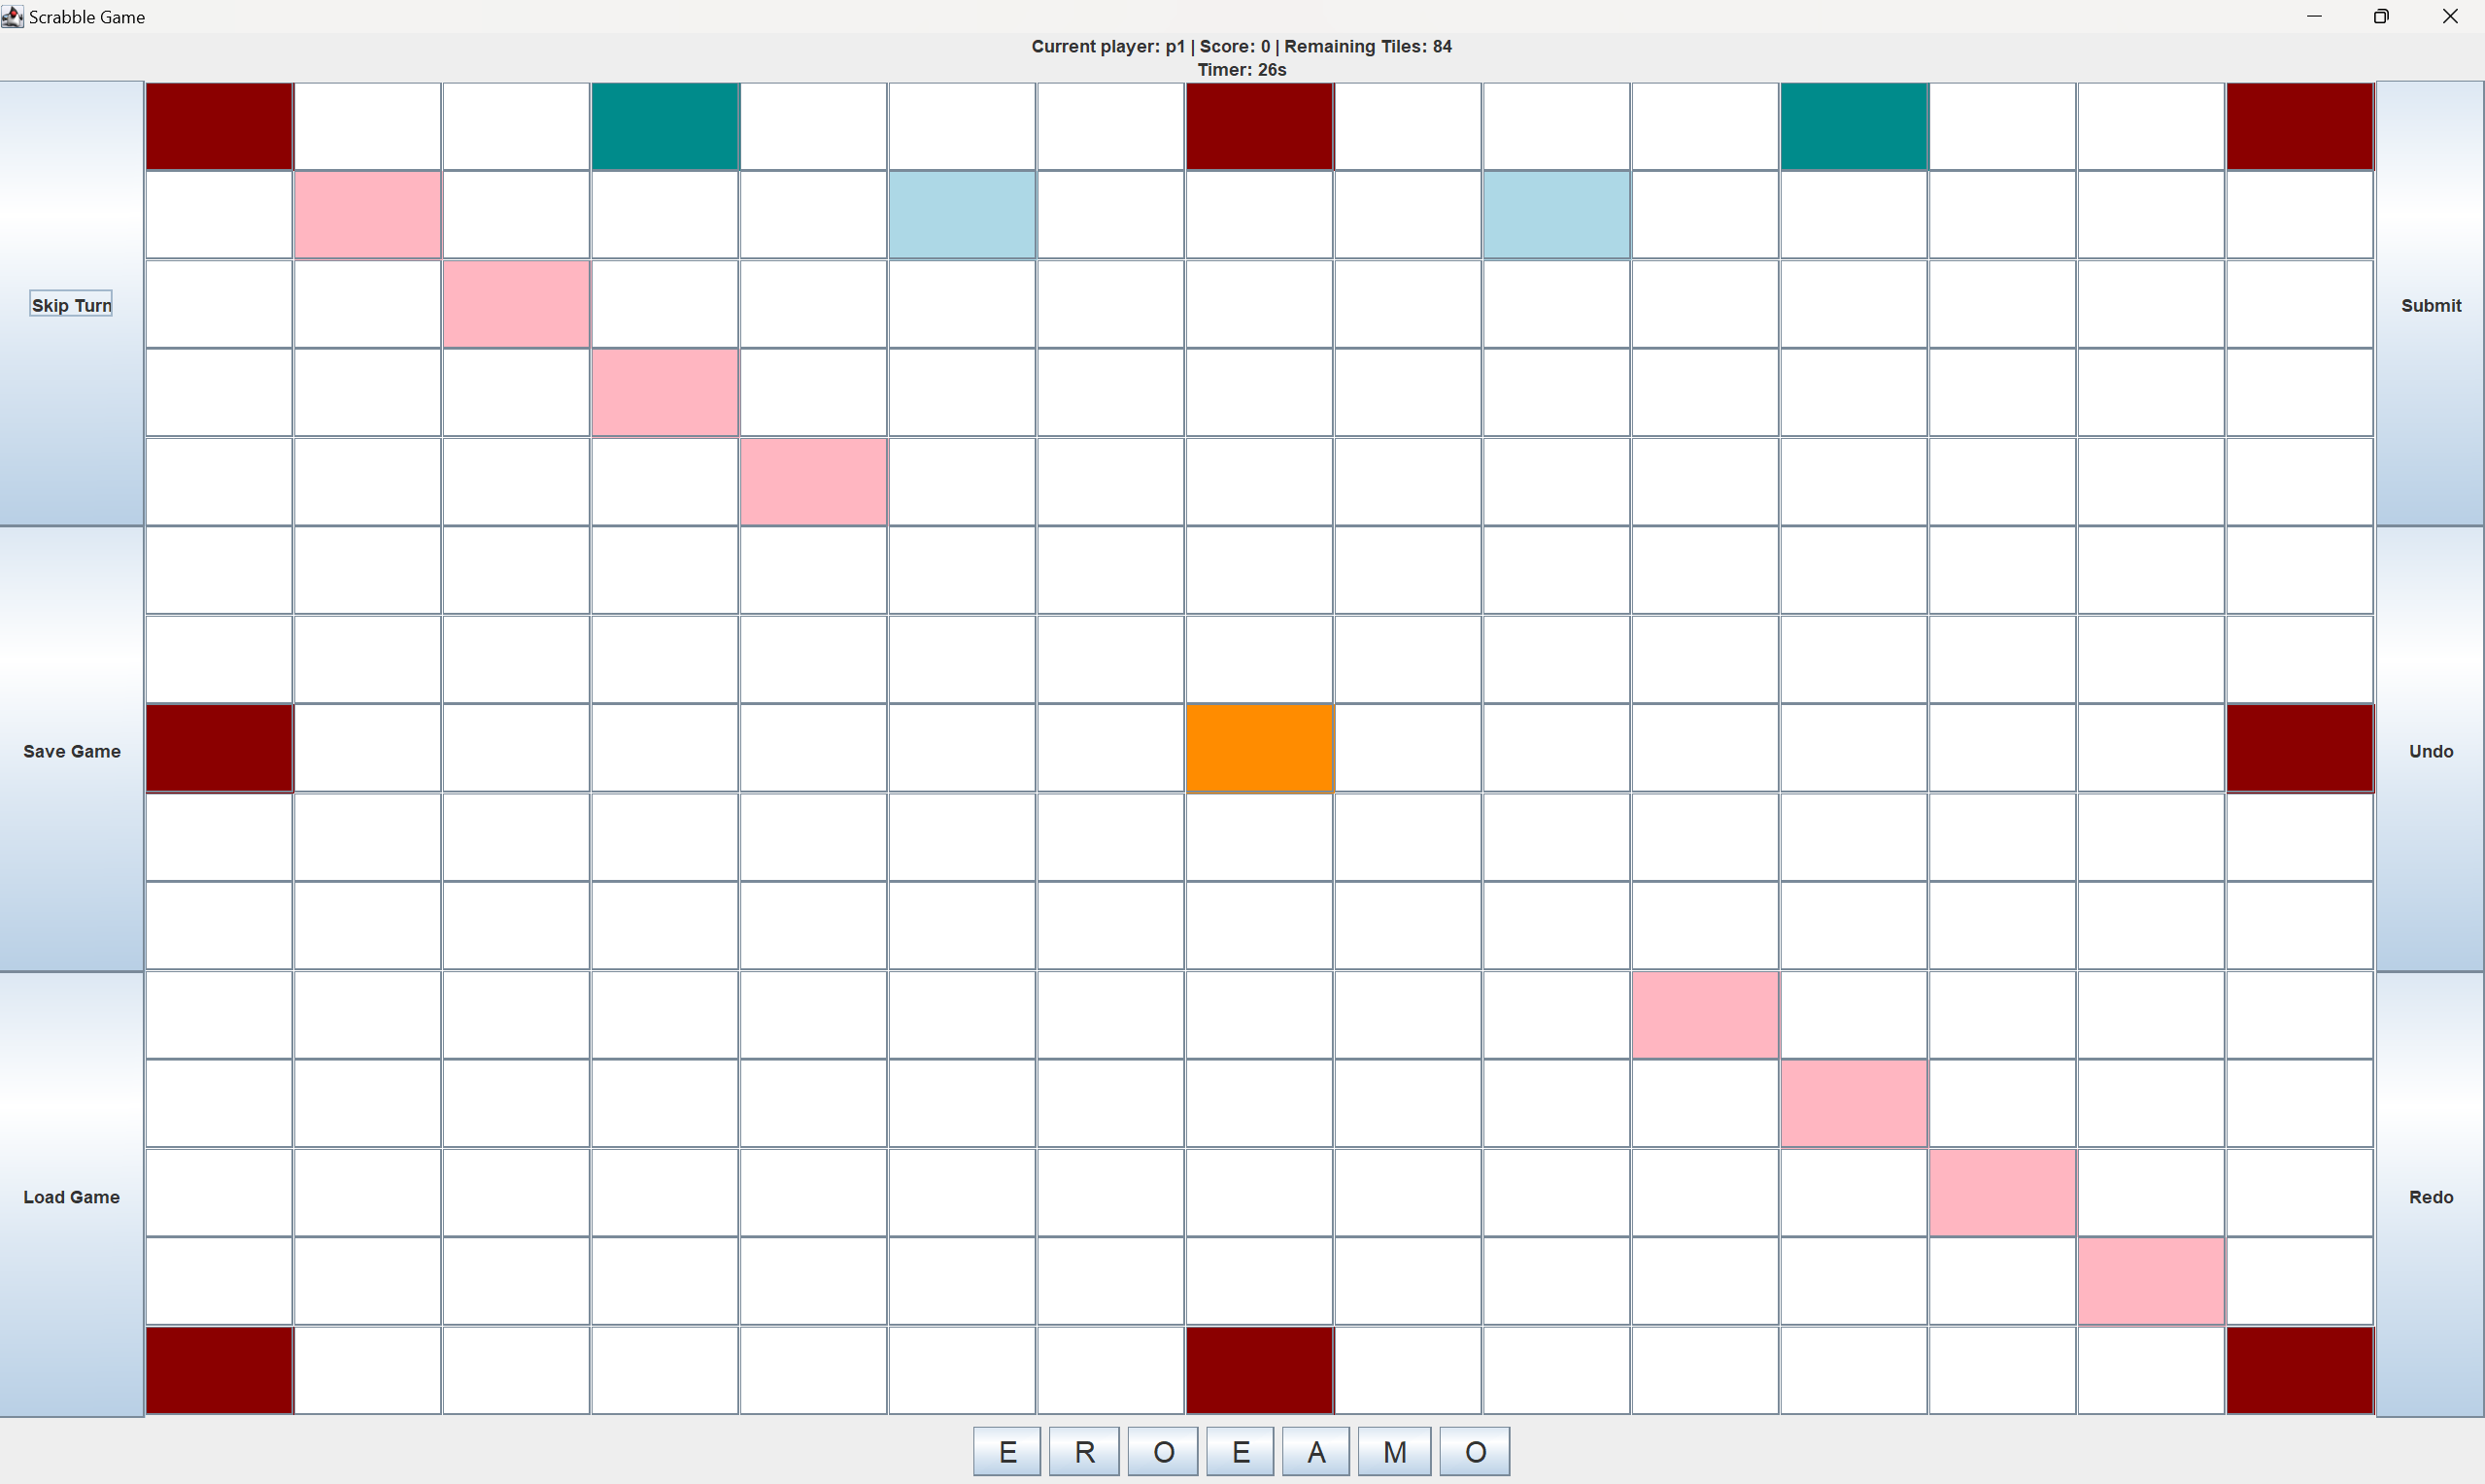 Scrabble Game
Current player: p1 | Score: 0 | Remaining Tiles: 84
Timer: 26s
Skip Turn
Submit
Save Game
Undo
Load Game
Redo
E R O E A M O